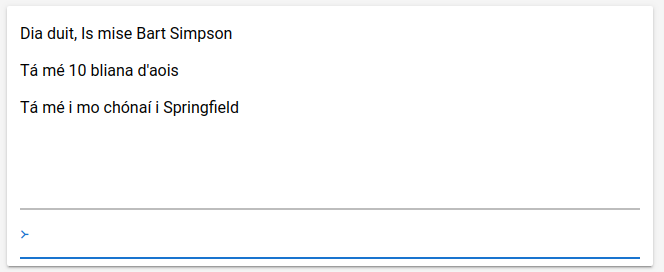 Dia duit, Is mise Bart Simpson
Tá mé 10 bliana d'aois
Tá mé i mo chónaí i Springfield
≻